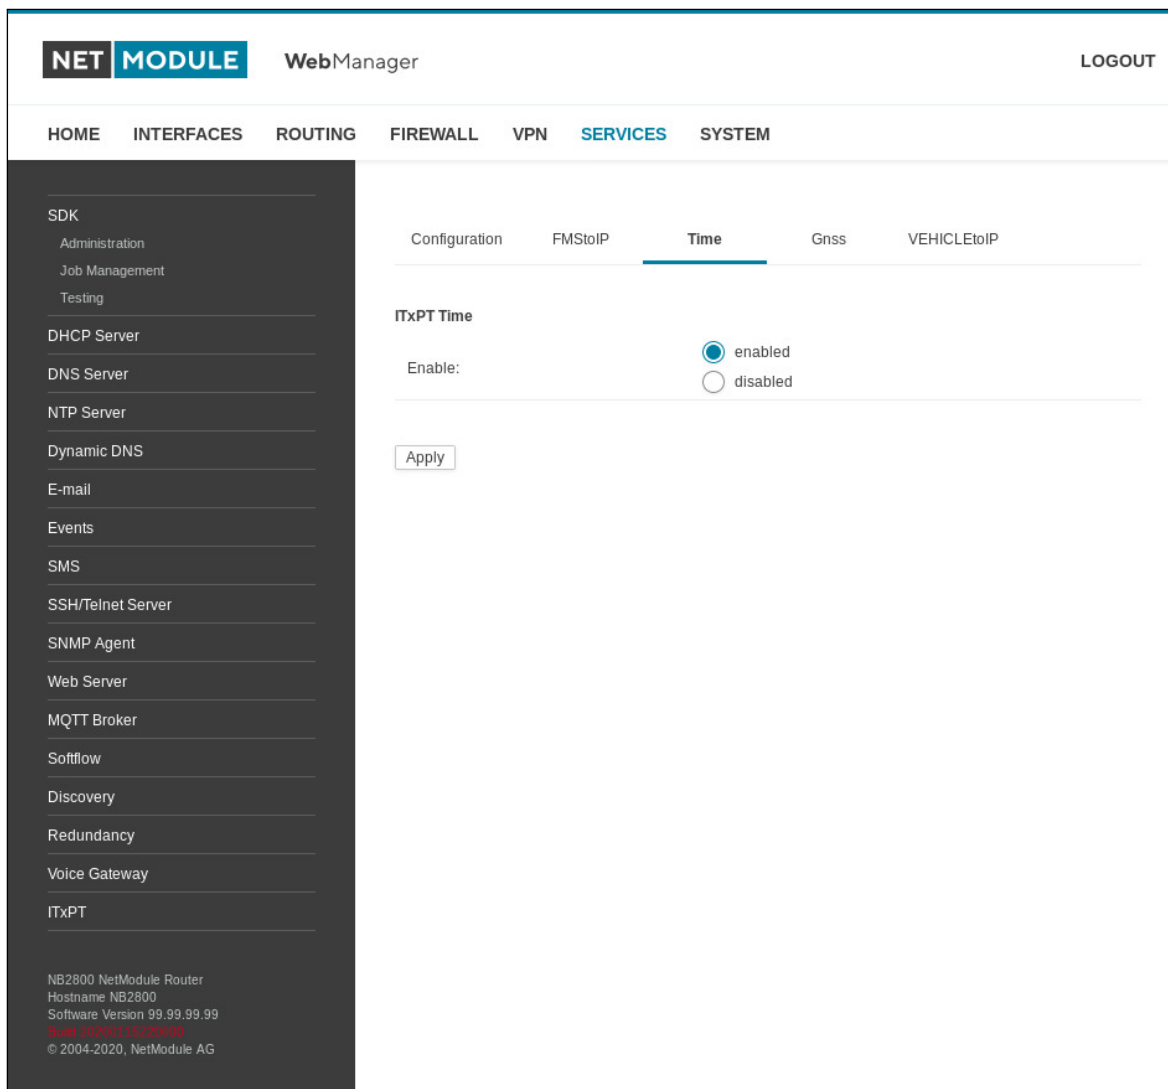 NET MODULE WebManager LOGOUT
HOME INTERFACES ROUTING FIREWALL VPN SERVICES SYSTEM
SDK
Administration
Job Management
Testing
DHCP Server
DNS Server
NTP Server
Dynamic DNS
E-mail
Events
SMS
SSH/Telnet Server
SNMP Agent
Web Server
MQTT Broker
Softflow
Discovery
Redundancy
Voice Gateway
ITxPT
NB2800 NetModule Router
Hostname NB2800
Software Version 99.99.99.99
Build
© 2004-2020, NetModule AG
Configuration FMStoIP Time Gnss VEHICLEtoIP
ITxPT Time
Enable:
enabled
disabled
Apply